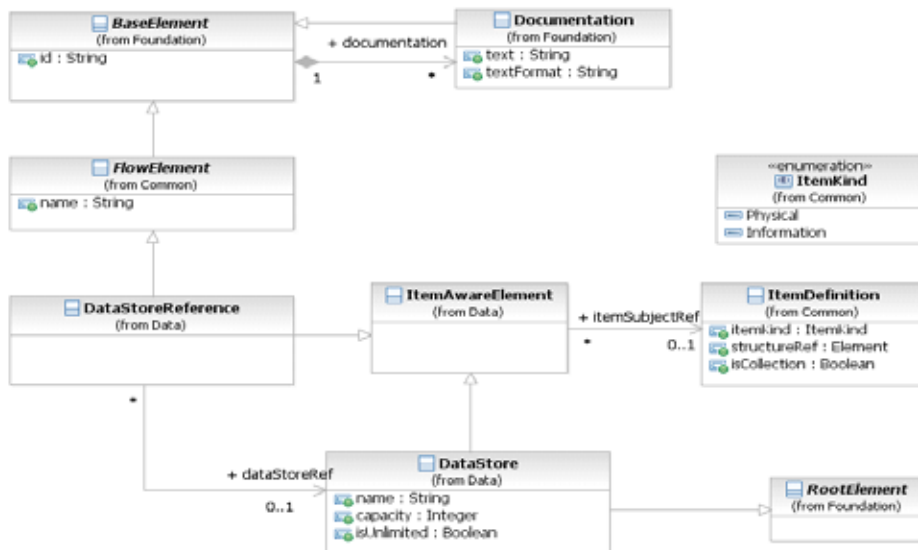 BaseElement
(from Foundation)
id : String
Documentation
(from Foundation)
text : String
textFormat : String
+ documentation
1
*
FlowElement
(from Common)
name : String
«enumeration»
ItemKind
(from Common)
Physical
Information
DataStoreReference
(from Data)
ItemAwareElement
(from Data)
+ itemSubjectRef
*
0..1
ItemDefinition
(from Common)
itemKind : ItemKind
structureRef : Element
isCollection : Boolean
*
+ dataStoreRef
0..1
DataStore
(from Data)
name : String
capacity : Integer
isUnlimited : Boolean
RootElement
(from Foundation)